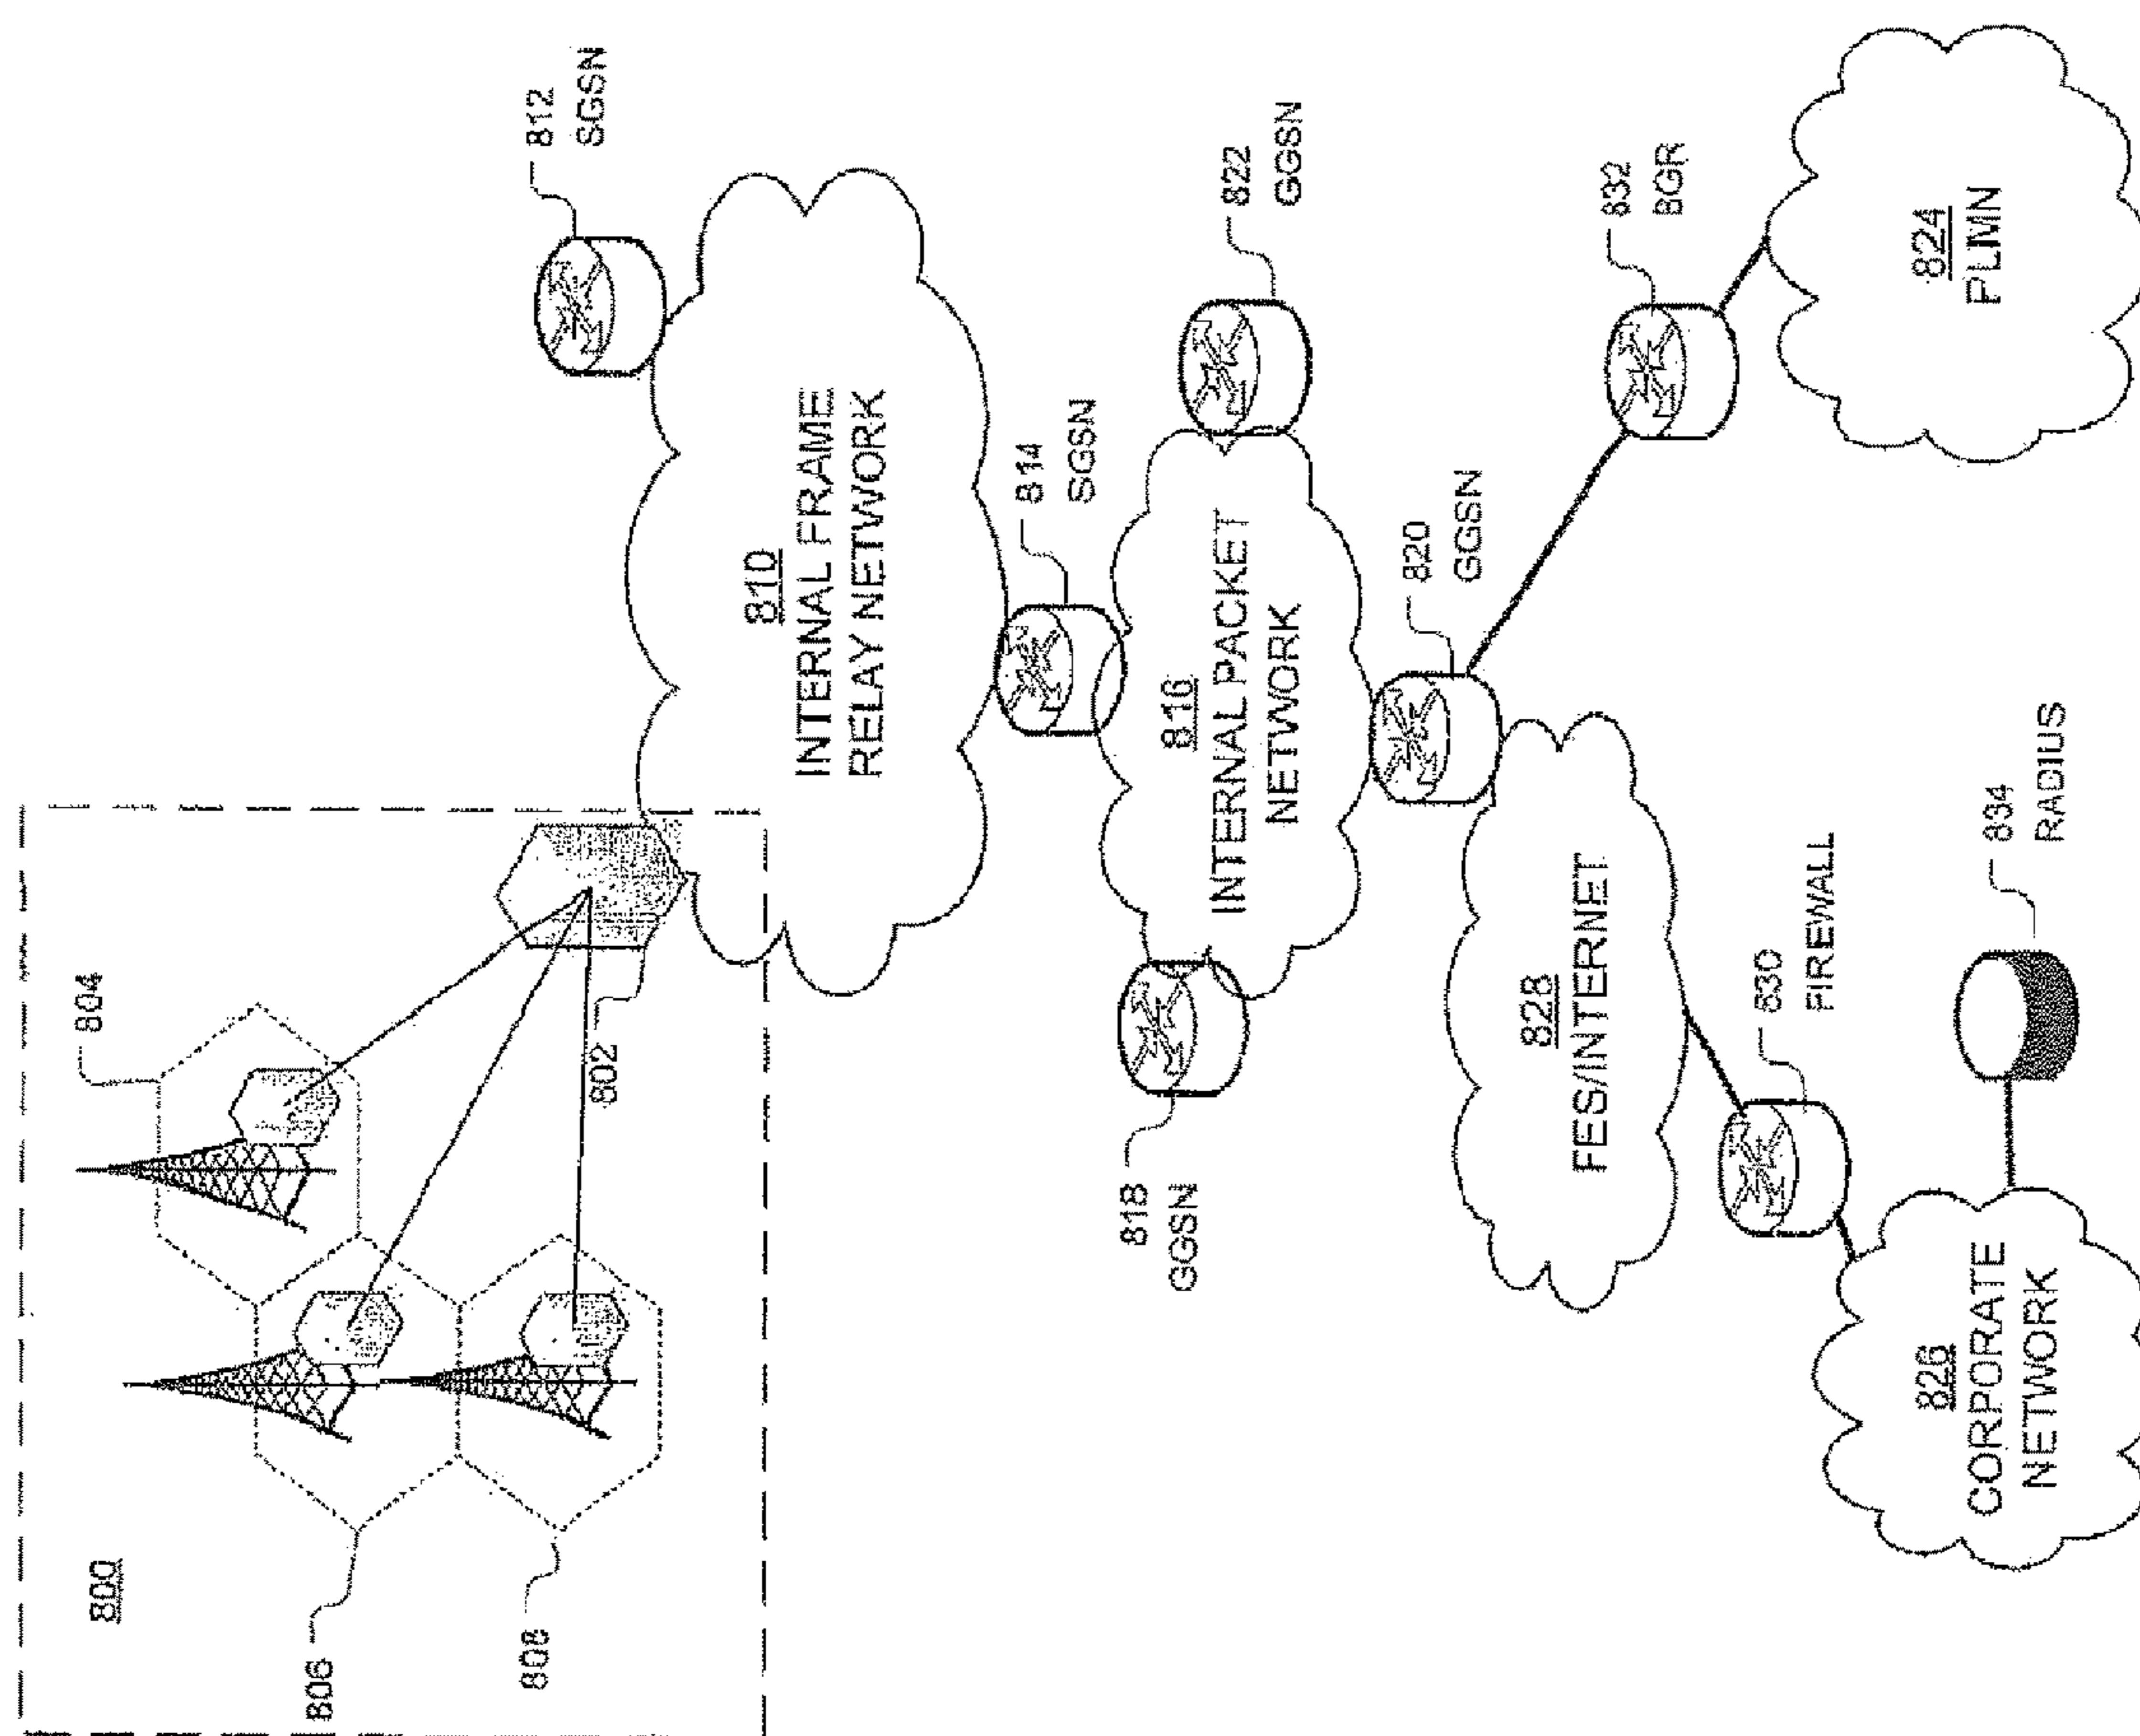 800
804
806
808
802
812
SGSN
810
INTERNAL FRAME
RELAY NETWORK
814
SGSN
816
INTERNAL PACKET
NETWORK
818
GGSN
822
GGSN
820
GGSN
828
FES/INTERNET
830
FIREWALL
832
BGR
824
PLMN
826
CORPORATE
NETWORK
834
RADIUS